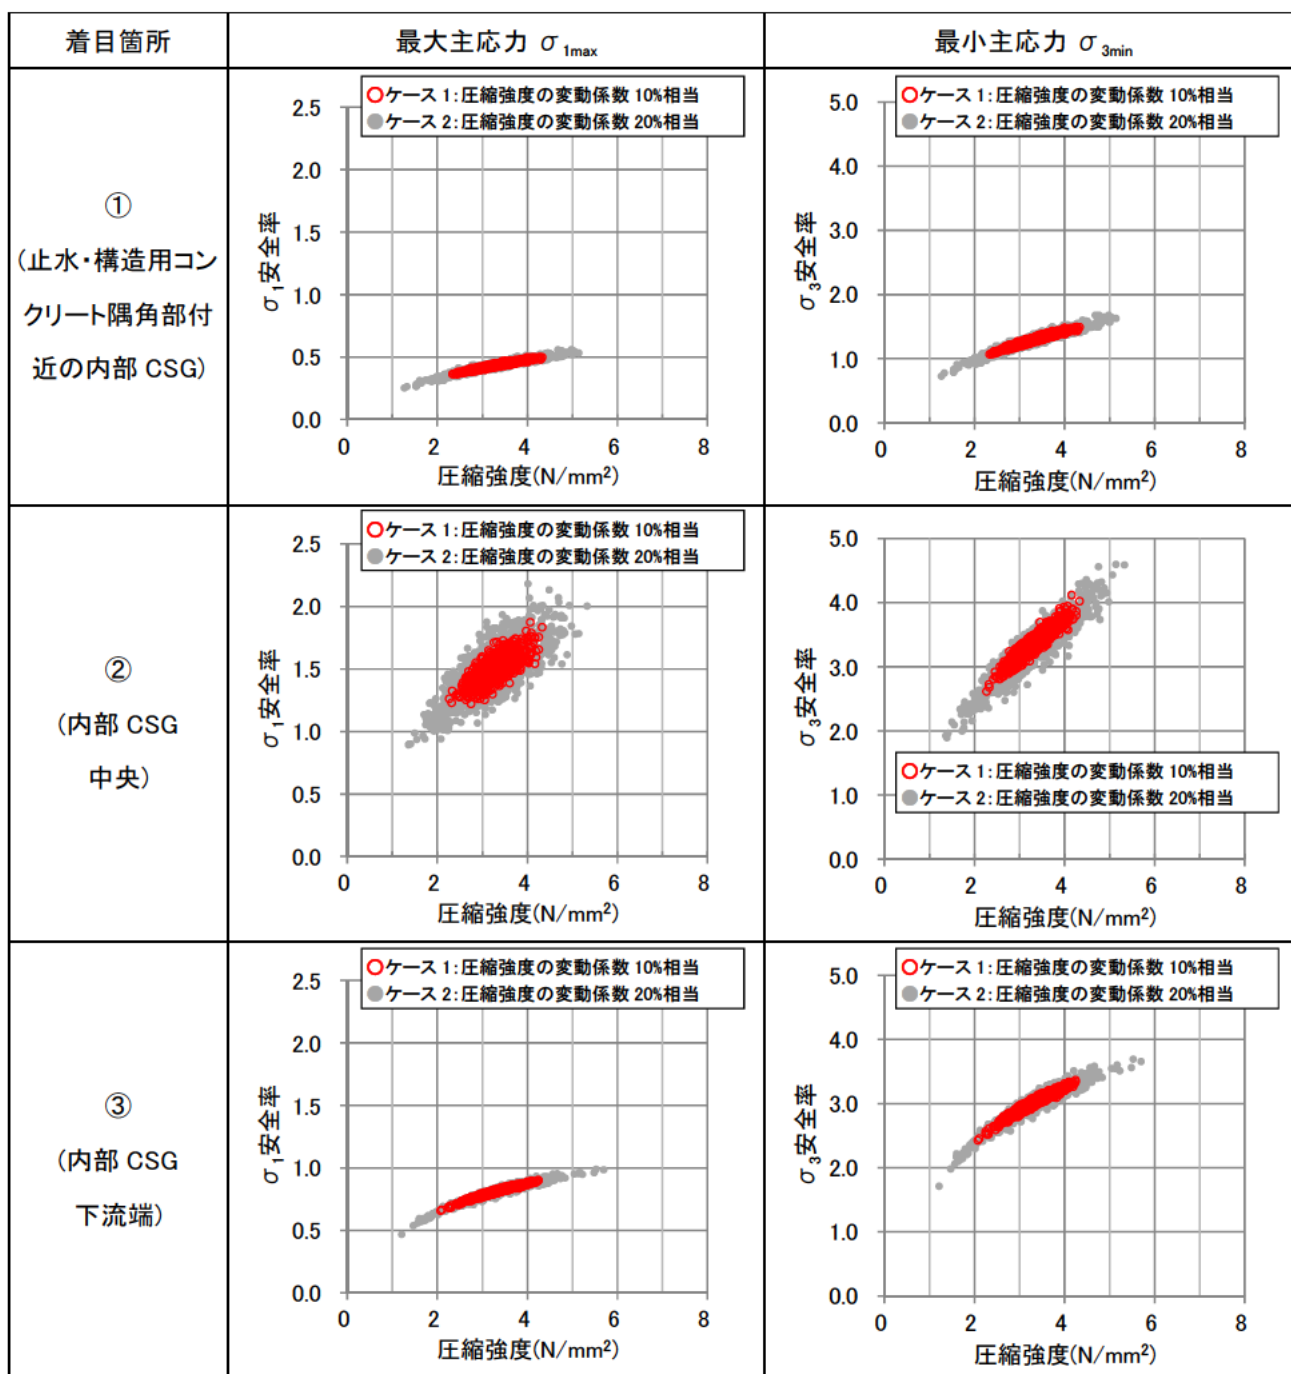 着目箇所
最大主応力 σ1max
最小主応力 σ3min
①
(止水・構造用コン
クリート隅角部付
近の内部 CSG)
○ケース 1:圧縮強度の変動係数 10%相当
●ケース 2:圧縮強度の変動係数 20%相当
2.5
2.0
1.5
1.0
0.5
0.0
σ1安全率
0 2 4 6 8
圧縮強度(N/mm²)
○ケース 1:圧縮強度の変動係数 10%相当
●ケース 2:圧縮強度の変動係数 20%相当
5.0
4.0
3.0
2.0
1.0
0.0
σ3安全率
0 2 4 6 8
圧縮強度(N/mm²)
②
(内部 CSG
中央)
○ケース 1:圧縮強度の変動係数 10%相当
●ケース 2:圧縮強度の変動係数 20%相当
2.5
2.0
1.5
1.0
0.5
0.0
σ1安全率
0 2 4 6 8
圧縮強度(N/mm²)
5.0
4.0
3.0
2.0
1.0
0.0
σ3安全率
○ケース 1:圧縮強度の変動係数 10%相当
●ケース 2:圧縮強度の変動係数 20%相当
0 2 4 6 8
圧縮強度(N/mm²)
③
(内部 CSG
下流端)
○ケース 1:圧縮強度の変動係数 10%相当
●ケース 2:圧縮強度の変動係数 20%相当
2.5
2.0
1.5
1.0
0.5
0.0
σ1安全率
0 2 4 6 8
圧縮強度(N/mm²)
○ケース 1:圧縮強度の変動係数 10%相当
●ケース 2:圧縮強度の変動係数 20%相当
5.0
4.0
3.0
2.0
1.0
0.0
σ3安全率
0 2 4 6 8
圧縮強度(N/mm²)